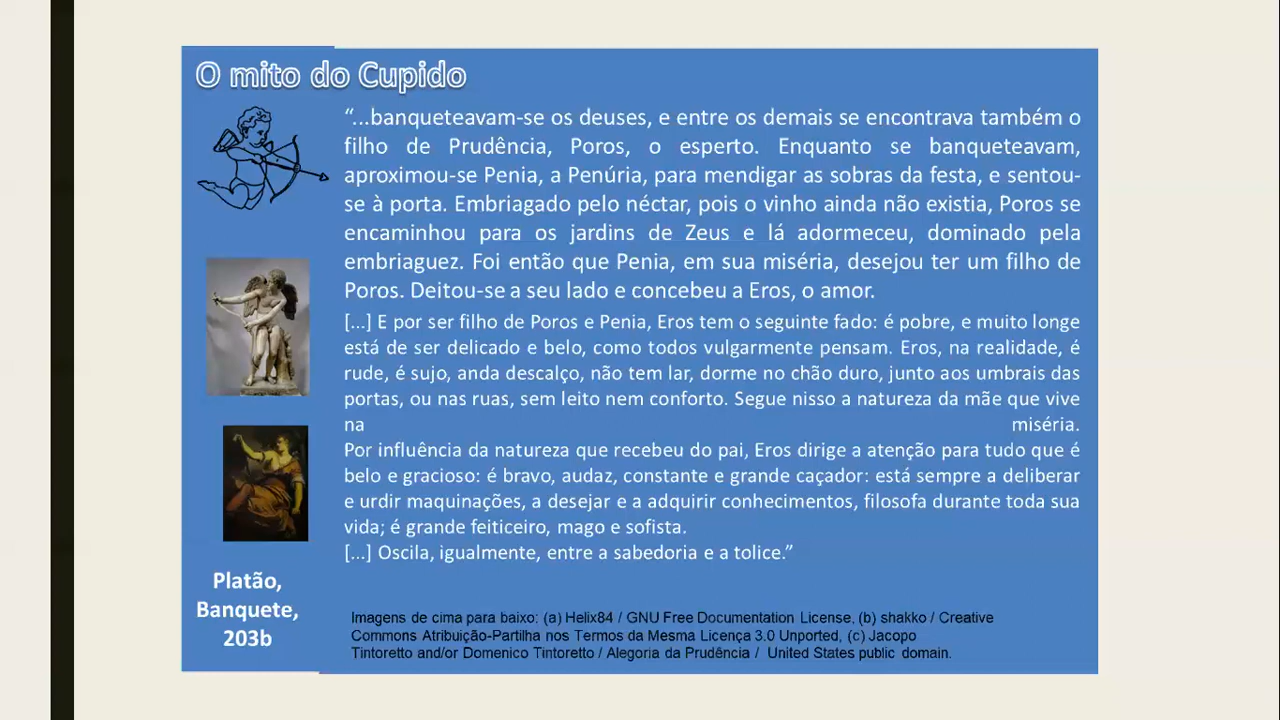 O mito do Cupido
“...banqueteavam-se os deuses, e entre os demais se encontrava também o
filho de Prudência, Poros, o esperto. Enquanto se banqueteavam,
aproximou-se Penia, a Penúria, para mendigar as sobras da festa, e sentou-
se à porta. Embriagado pelo néctar, pois o vinho ainda não existia, Poros se
encaminhou para os jardins de Zeus e lá adormeceu, dominado pela
embriaguez. Foi então que Penia, em sua miséria, desejou ter um filho de
Poros. Deitou-se a seu lado e concebeu a Eros, o amor.
[...] E por ser filho de Poros e Penia, Eros tem o seguinte fado: é pobre, e muito longe
está de ser delicado e belo, como todos vulgarmente pensam. Eros, na realidade, é
rude, é sujo, anda descalço, não tem lar, dorme no chão duro, junto aos umbrais das
portas, ou nas ruas, sem leito nem conforto. Segue nisso a natureza da mãe que vive
na miséria.
Por influência da natureza que recebeu do pai, Eros dirige a atenção para tudo que é
belo e gracioso: é bravo, audaz, constante e grande caçador: está sempre a deliberar
e urdir maquinações, a desejar e a adquirir conhecimentos, filosofa durante toda sua
vida; é grande feiticeiro, mago e sofista.
[...] Oscila, igualmente, entre a sabedoria e a tolice.”
Platão,
Banquete,
203b
Imagens de cima para baixo: (a) Helix84 / GNU Free Documentation License, (b) shakko / Creative
Commons Atribuição-Partilha nos Termos da Mesma Licença 3.0 Unported, (c) Jacopo
Tintoretto and/or Domenico Tintoretto / Alegoria da Prudência / United States public domain.